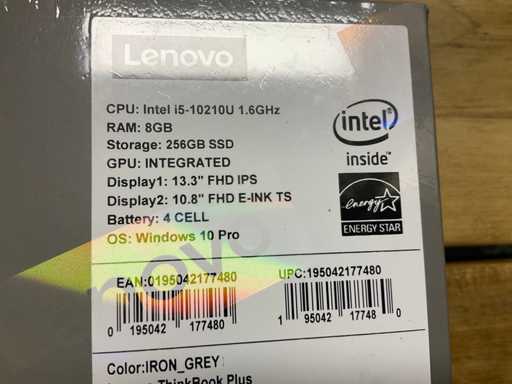 Lenovo
CPU: Intel i5-10210U 1.6GHz
RAM: 8GB
Storage: 256GB SSD
GPU: INTEGRATED
Display1: 13.3" FHD IPS
Display2: 10.8" FHD E-INK TS
Battery: 4 CELL
OS: Windows 10 Pro
intel
inside™
energy
ENERGY STAR
EAN:0195042177480
UPC:195042177480
0 195042 177480
1 95042 17748 0
Color:IRON_GREY
ThinkBook Plus